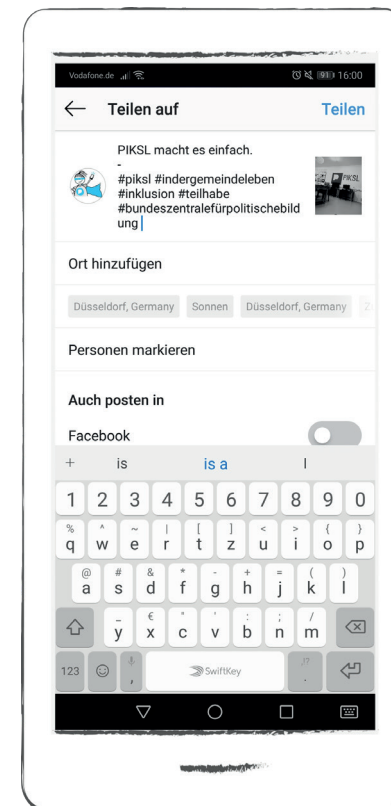 Vodafone.de 91 16:00
← Teilen auf Teilen
PIKSL macht es einfach.
-
#piksl #indergemeindeleben
#inklusion #teilhabe
#bundeszentralefürpolitischebild
ung
PIKSL
Ort hinzufügen
Düsseldorf, Germany Sonnen Düsseldorf, Germany
Personen markieren
Auch posten in
Facebook
+ is is a I
1 2 3 4 5 6 7 8 9 0
% ^ ~ | [ ] < > { }
q w e r t z u i o p
@ # & * - + = ( )
a s d f g h j k l
_ € " ' : ; /
y x c v b n m
123 , SwiftKey ,!? .